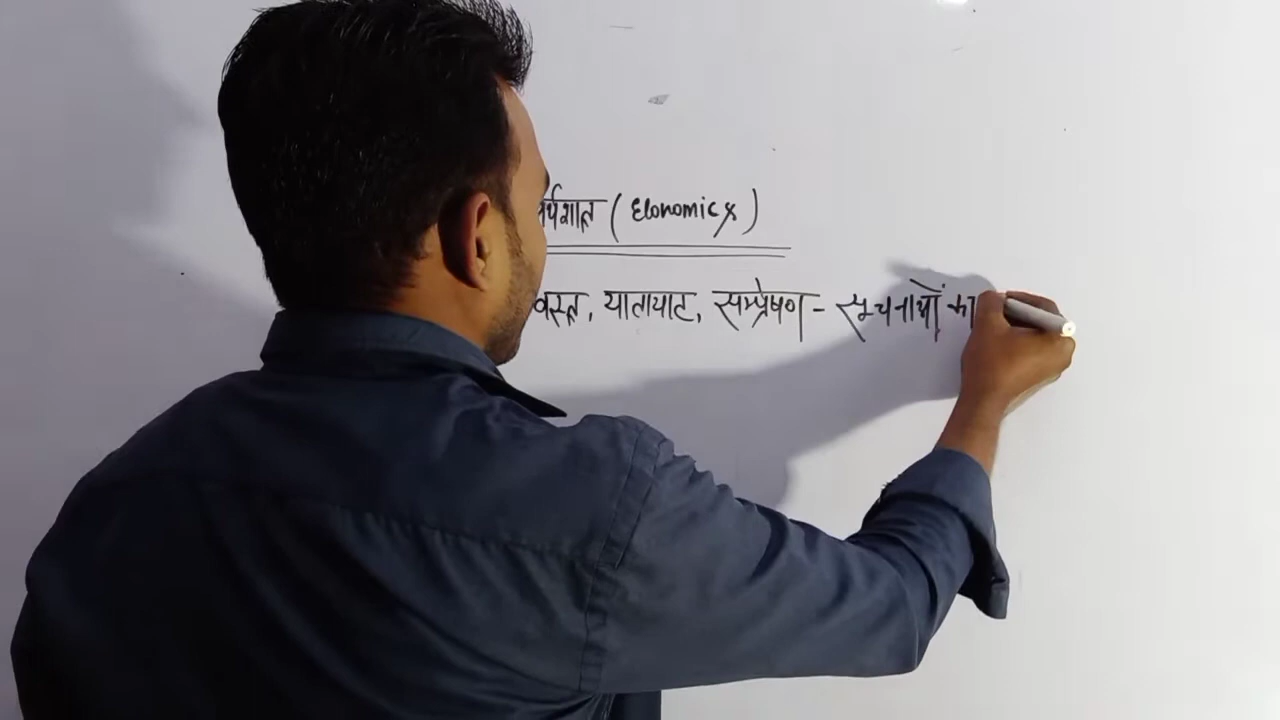 र्थशात्र ( Economics )
वस्त्र, यातायाट, सम्प्रेषण - सूचनायों का